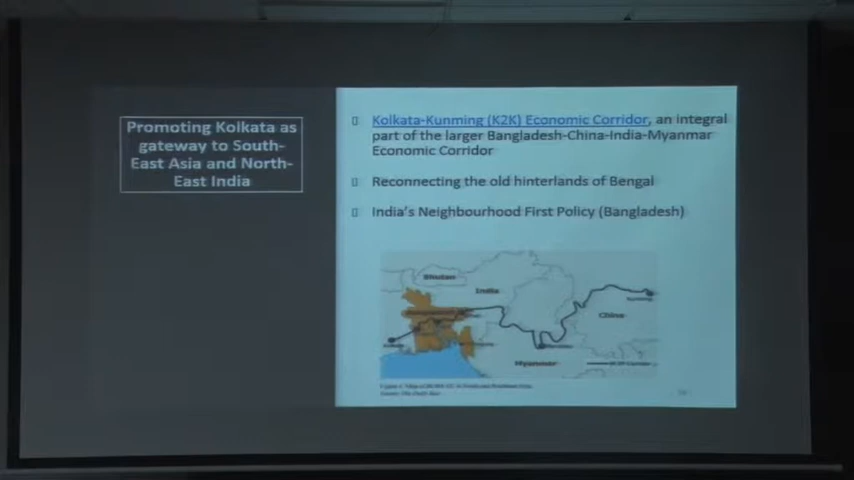 Promoting Kolkata as
gateway to South-
East Asia and North-
East India
Kolkata-Kunming (K2K) Economic Corridor, an integral
part of the larger Bangladesh-China-India-Myanmar
Economic Corridor
Reconnecting the old hinterlands of Bengal
India's Neighbourhood First Policy (Bangladesh)
Bhutan
India
China
Myanmar